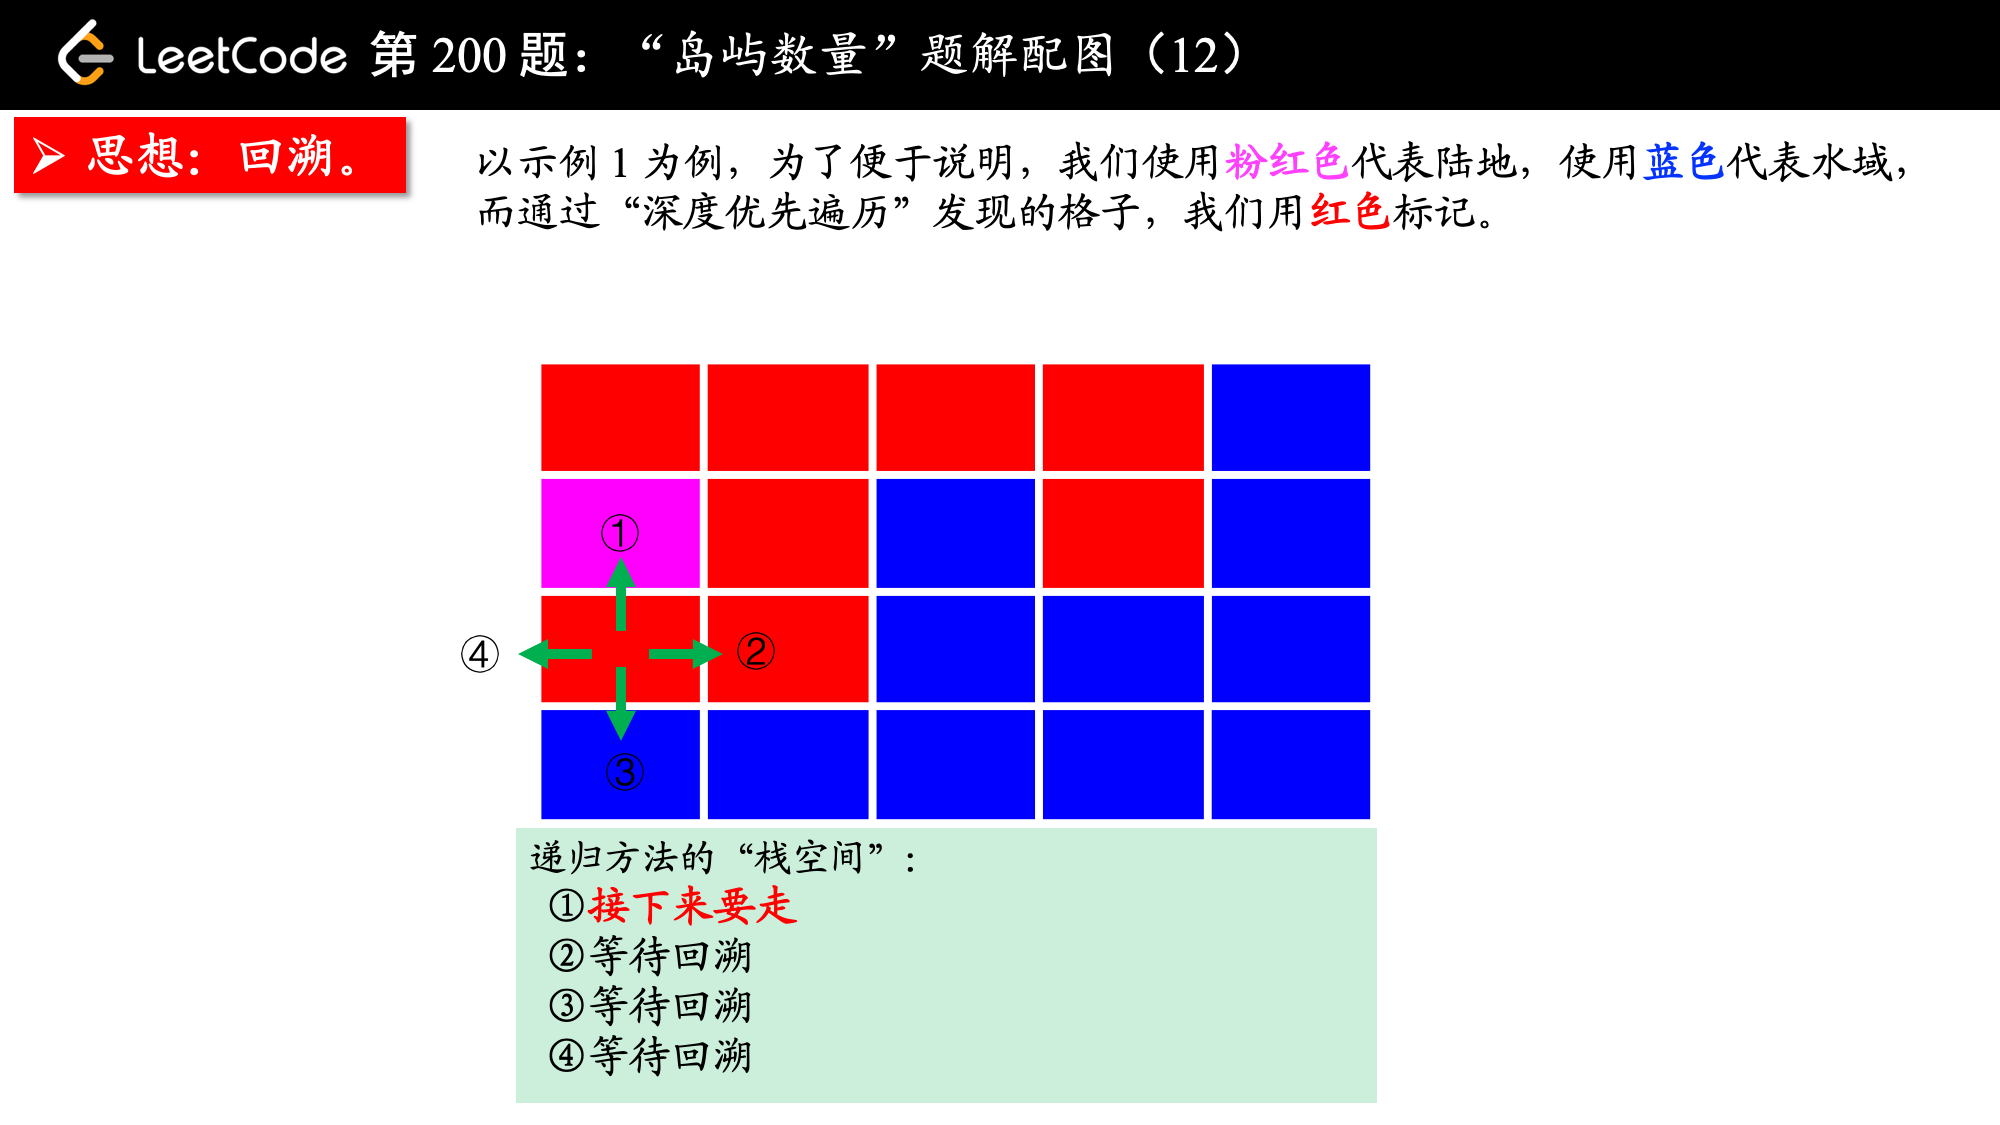 LeetCode 第 200 题：“岛屿数量”题解配图（12）
➢ 思想：回溯。
以示例 1 为例，为了便于说明，我们使用粉红色代表陆地，使用蓝色代表水域，
而通过“深度优先遍历”发现的格子，我们用红色标记。
①
④
②
③
递归方法的“栈空间”：
①接下来要走
②等待回溯
③等待回溯
④等待回溯